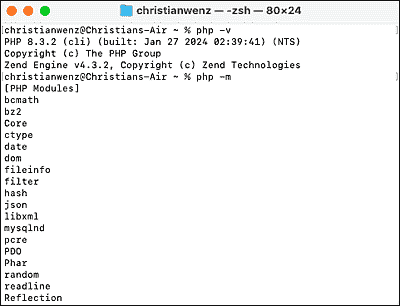 christianwenz — -zsh — 80×24
[christianwenz@Christians-Air ~ % php -v
PHP 8.3.2 (cli) (built: Jan 27 2024 02:39:41) (NTS)
Copyright (c) The PHP Group
Zend Engine v4.3.2, Copyright (c) Zend Technologies
[christianwenz@Christians-Air ~ % php -m
[PHP Modules]
bcmath
bz2
Core
ctype
date
dom
fileinfo
filter
hash
json
libxml
mysqlnd
pcre
PDO
Phar
random
readline
Reflection